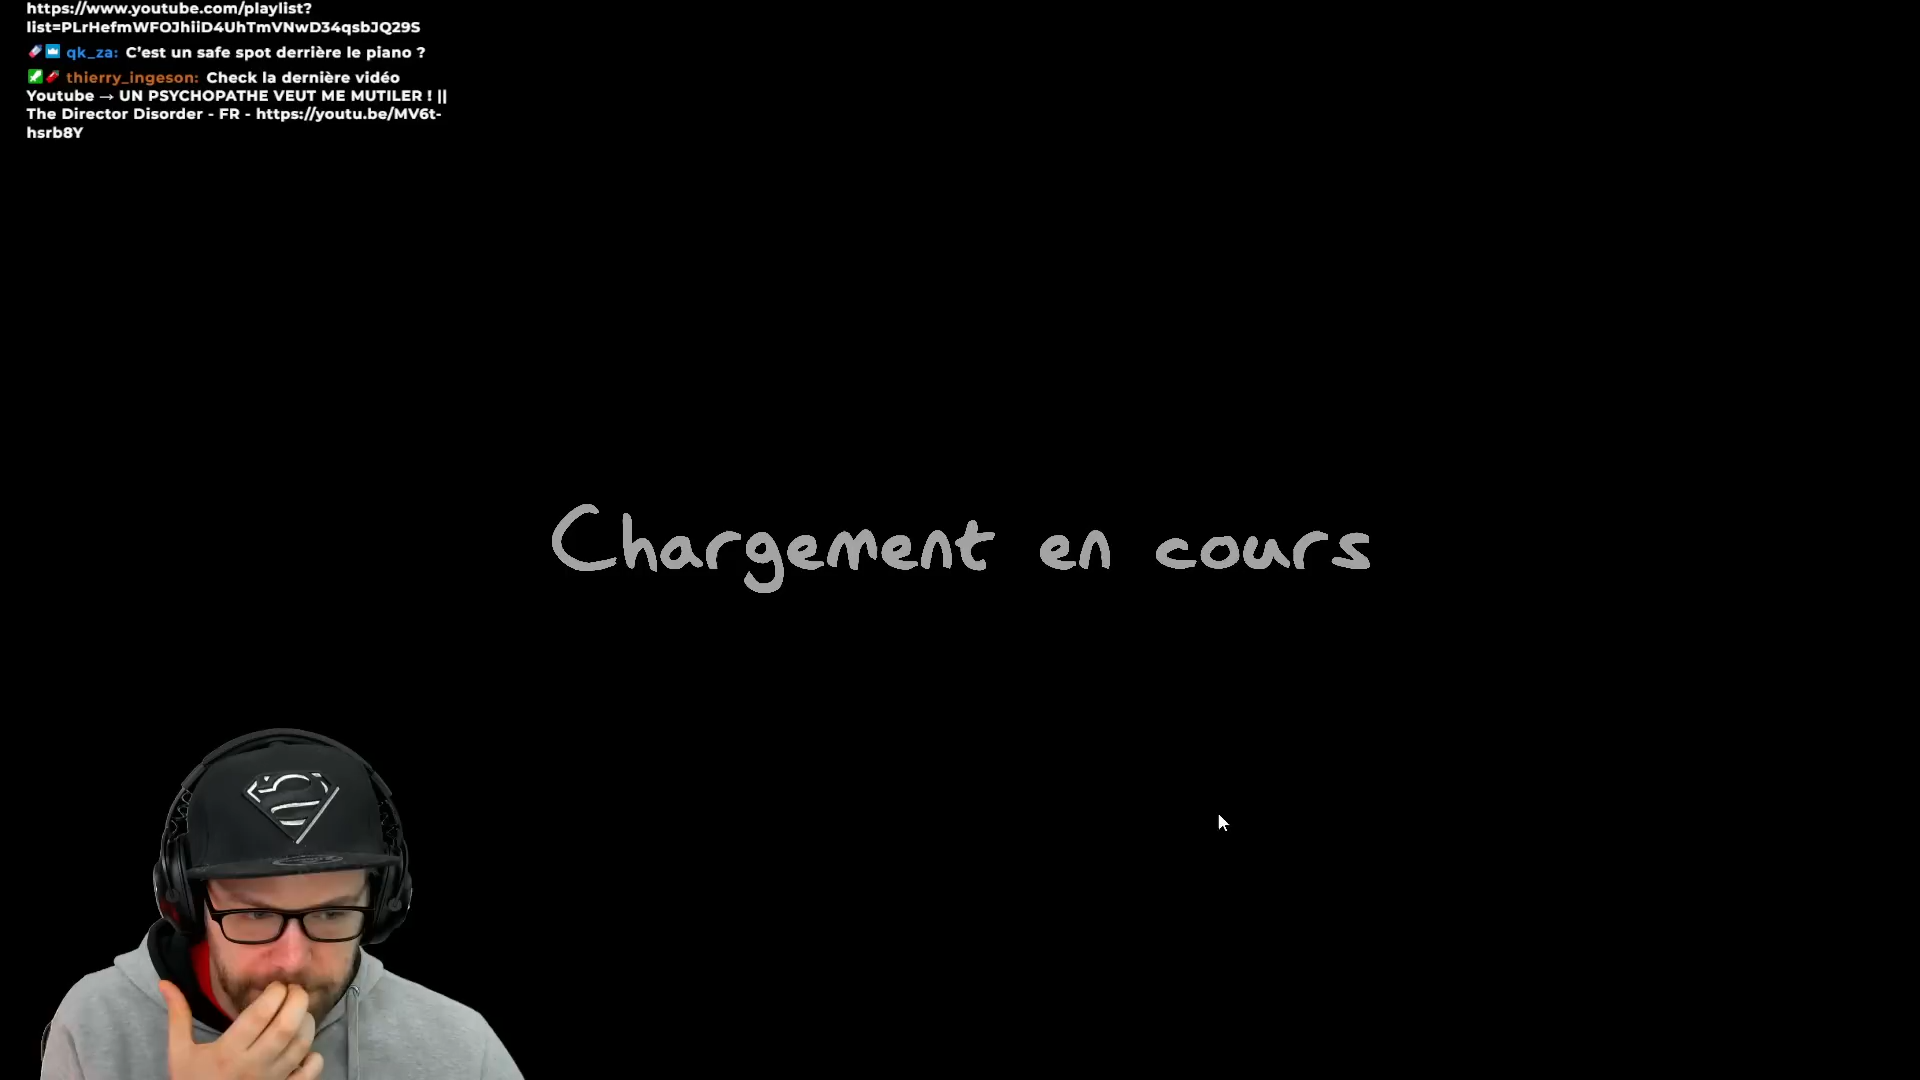 https://www.youtube.com/playlist?
list=PLrHefmWFOJhiiD4UhTmVNwD34qsbJQ29S
qk_za: C'est un safe spot derrière le piano ?
thierry_ingeson: Check la dernière vidéo
Youtube → UN PSYCHOPATHE VEUT ME MUTILER ! ||
The Director Disorder - FR - https://youtu.be/MV6t-
hsrb8Y
Chargement en cours